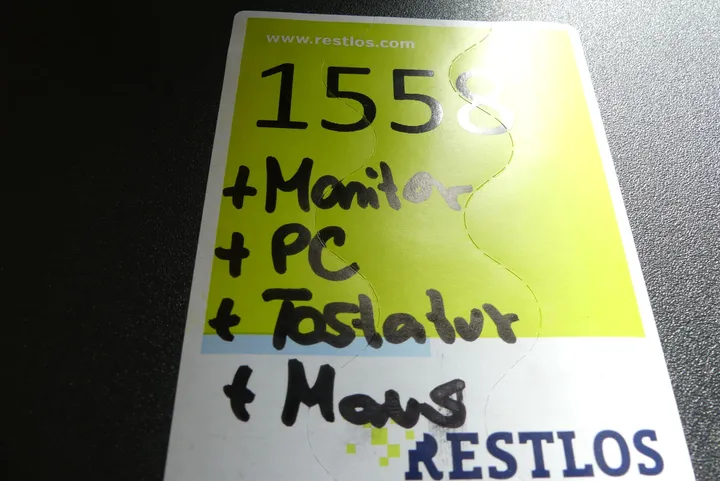 www.restlos.com
1558
+ Monitor
+ PC
+ Tastatur
+ Maus
RESTLOS